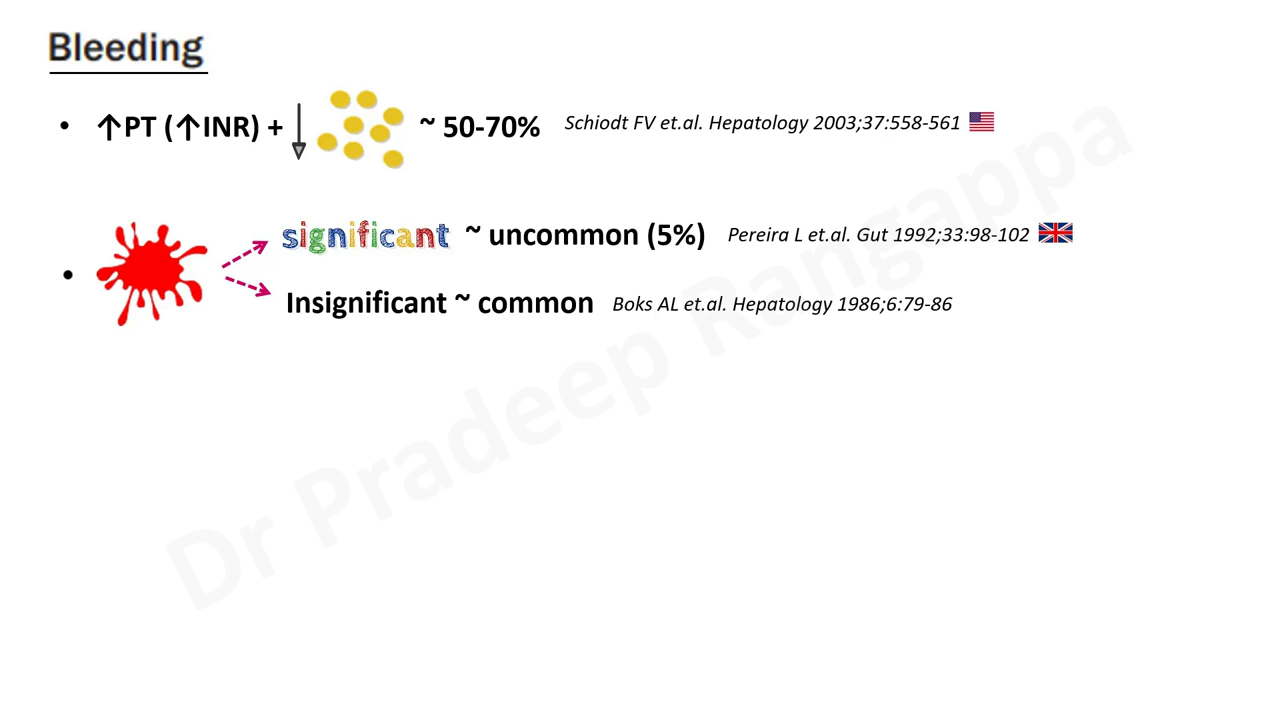 Bleeding
• ↑PT (↑INR) + ~ 50-70% Schiodt FV et.al. Hepatology 2003;37:558-561
significant ~ uncommon (5%) Pereira L et.al. Gut 1992;33:98-102
•
Insignificant ~ common Boks AL et.al. Hepatology 1986;6:79-86
Dr Pradeep Rangappa